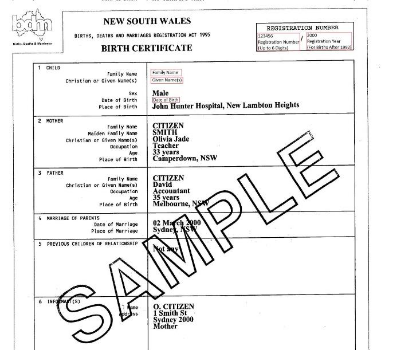 bdm
Births, Deaths & Marriages
NEW SOUTH WALES
BIRTHS, DEATHS AND MARRIAGES REGISTRATION ACT 1995
BIRTH CERTIFICATE
REGISTRATION NUMBER
123456 / 2000
Registration Number Registration Year
(Up to 6 Digits) (For Births After 1953)
1 CHILD
Family Name Family Name
Christian or Given Name(s) Given Name(s)
Sex Male
Date of Birth Date of Birth
Place of Birth John Hunter Hospital, New Lambton Heights
2 MOTHER
Family Name CITIZEN
Maiden Family Name SMITH
Christian or Given Name(s) Olivia Jade
Occupation Teacher
Age 33 years
Place of Birth Camperdown, NSW
3 FATHER
Family Name CITIZEN
Christian or Given Name(s) David
Occupation Accountant
Age 35 years
Place of Birth Melbourne, NSW
4 MARRIAGE OF PARENTS
Date of Marriage 02 March 2000
Place of Marriage Sydney, NSW
5 PREVIOUS CHILDREN OF RELATIONSHIP
Not any
6 INFORMANT(S)
Name O. CITIZEN
Address 1 Smith St
Sydney 2000
Mother
SAMPLE